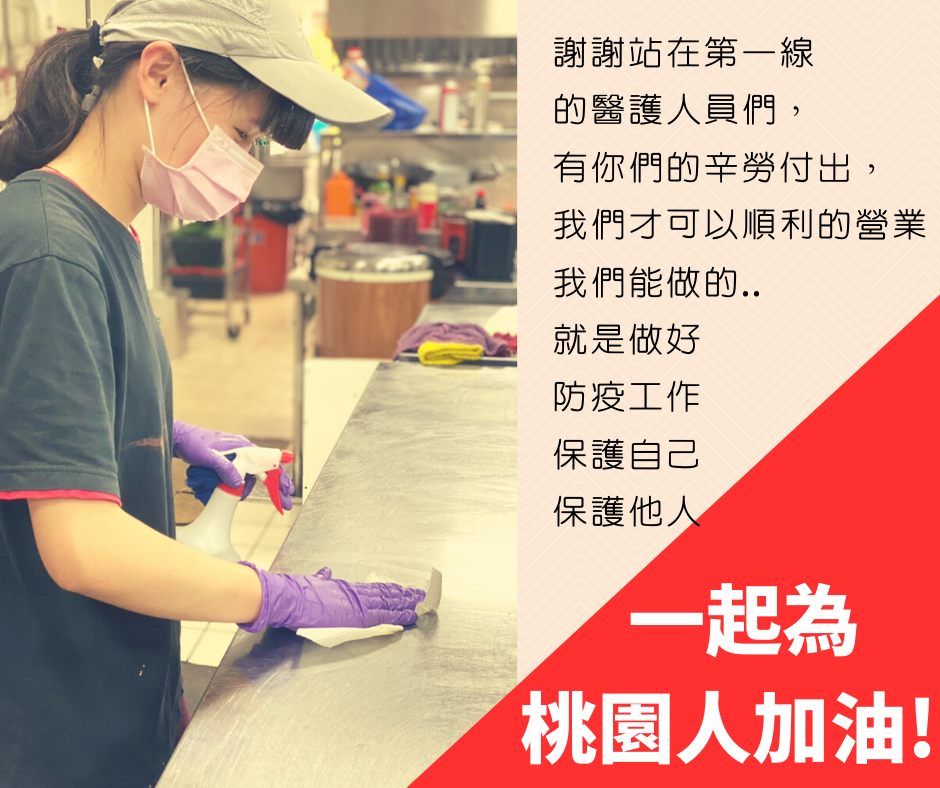 謝謝站在第一線
的醫護人員們，
有你們的辛勞付出，
我們才可以順利的營業
我們能做的..
就是做好
防疫工作
保護自己
保護他人
一起為
桃園人加油!